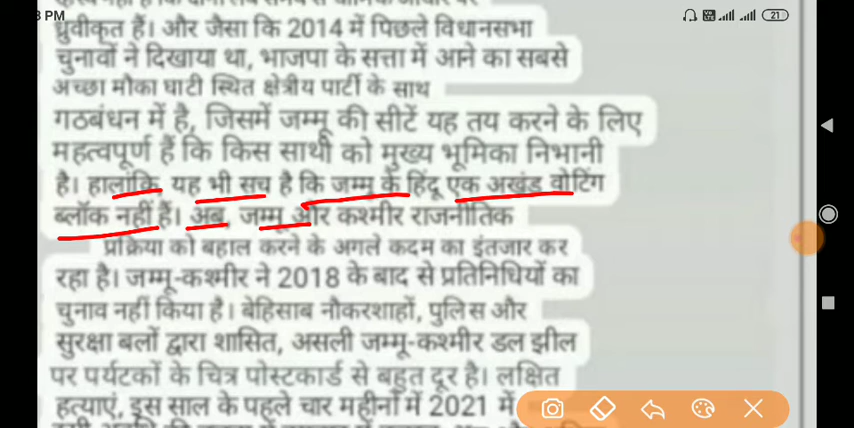 3 PM 21
ध्रुवीकृत हैं। और जैसा कि 2014 में पिछले विधानसभा
चुनावों ने दिखाया था, भाजपा के सत्ता में आने का सबसे
अच्छा मौका घाटी स्थित क्षेत्रीय पार्टी के साथ
गठबंधन में है, जिसमें जम्मू की सीटें यह तय करने के लिए
महत्वपूर्ण हैं कि किस साथी को मुख्य भूमिका निभानी
है। हालांकि यह भी सच है कि जम्मू के हिंदू एक अखंड वोटिंग
ब्लॉक नहीं हैं। अब, जम्मू और कश्मीर राजनीतिक
प्रक्रिया को बहाल करने के अगले कदम का इंतजार कर
रहा है। जम्मू-कश्मीर ने 2018 के बाद से प्रतिनिधियों का
चुनाव नहीं किया है। बेहिसाब नौकरशाहों, पुलिस और
सुरक्षा बलों द्वारा शासित, असली जम्मू-कश्मीर डल झील
पर पर्यटकों के चित्र पोस्टकार्ड से बहुत दूर है। लक्षित
हत्याएं, इस साल के पहले चार महीनों में 2021 में